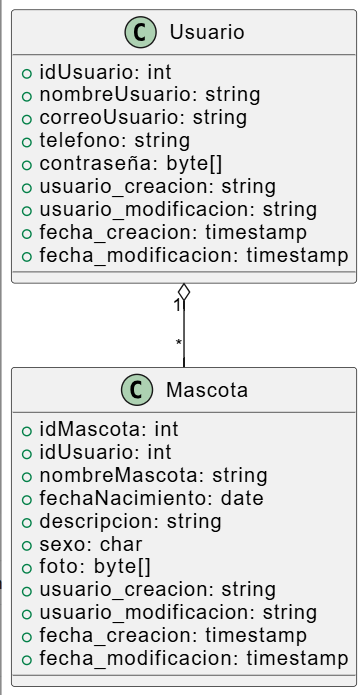 C Usuario
idUsuario: int
nombreUsuario: string
correoUsuario: string
telefono: string
contraseña: byte[]
usuario_creacion: string
usuario_modificacion: string
fecha_creacion: timestamp
fecha_modificacion: timestamp
1
*
C Mascota
idMascota: int
idUsuario: int
nombreMascota: string
fechaNacimiento: date
descripcion: string
sexo: char
foto: byte[]
usuario_creacion: string
usuario_modificacion: string
fecha_creacion: timestamp
fecha_modificacion: timestamp